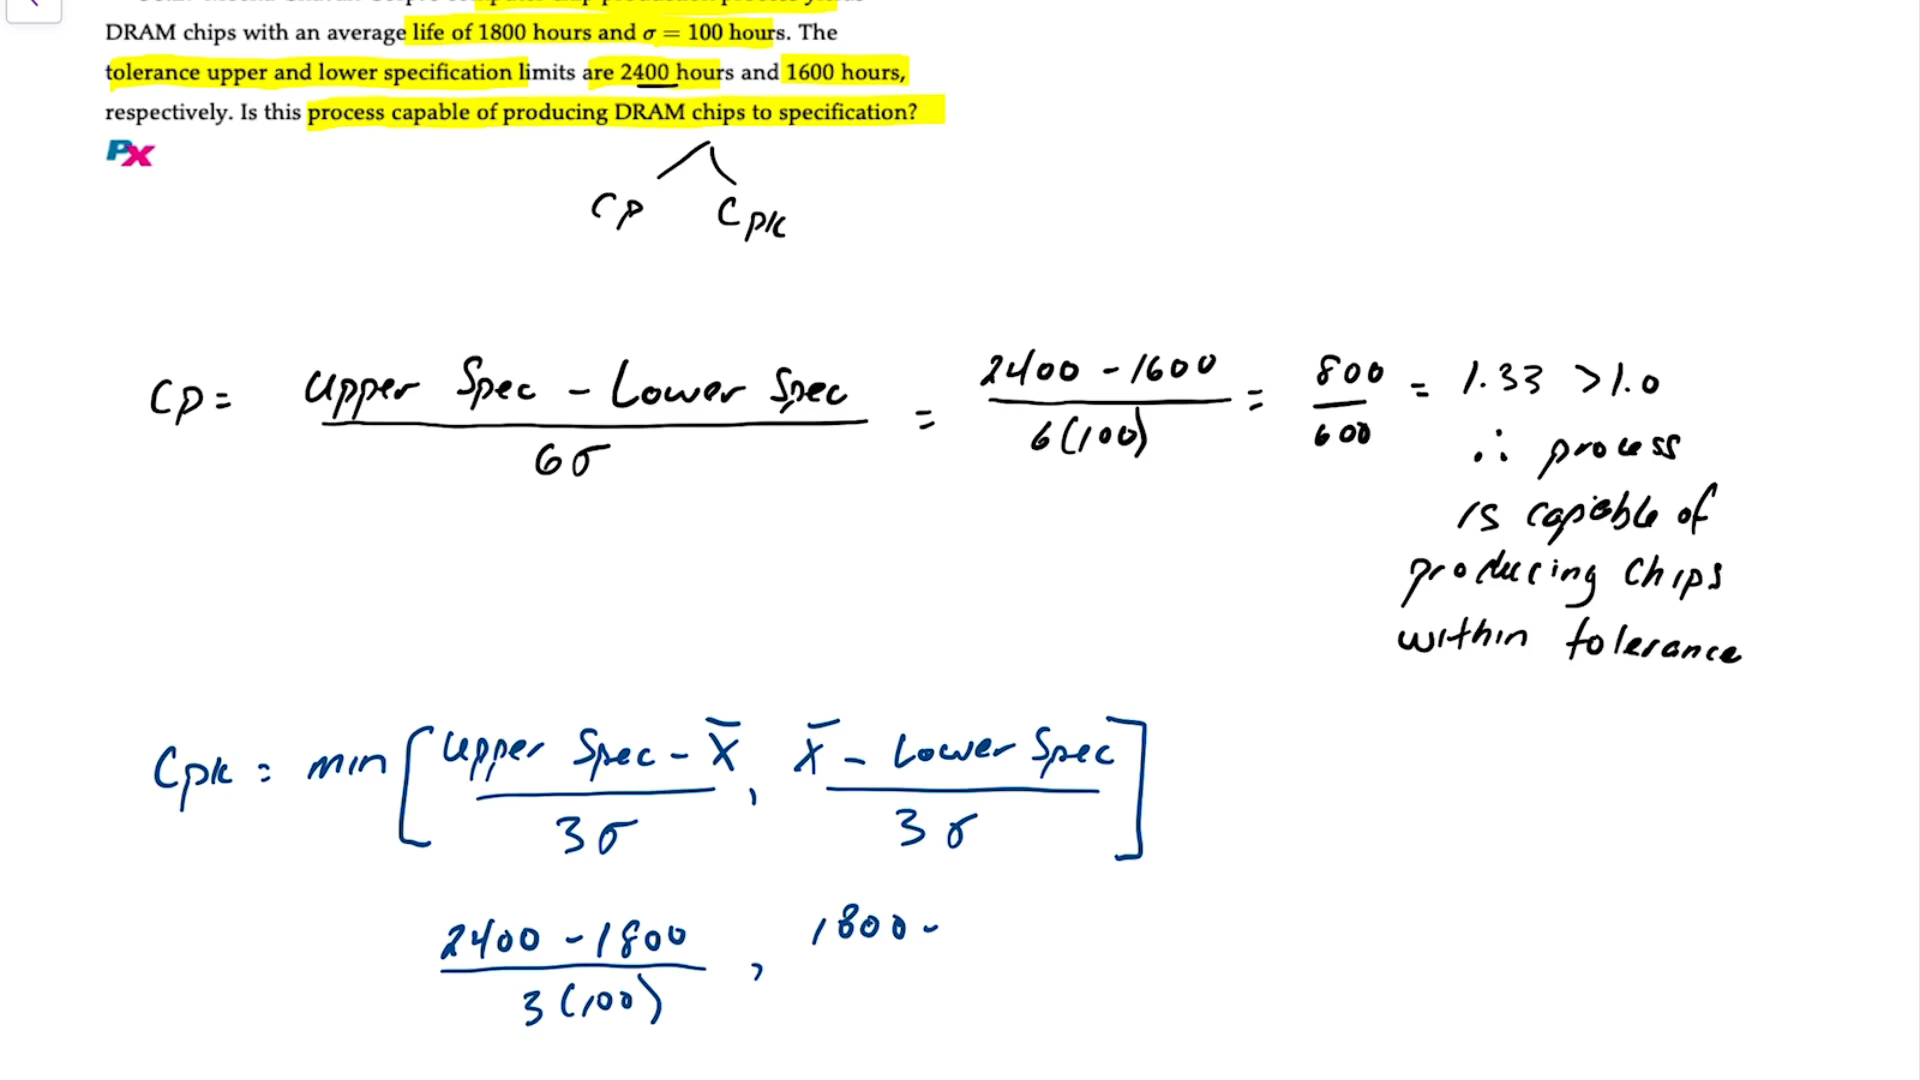 DRAM chips with an average life of 1800 hours and σ = 100 hours. The
tolerance upper and lower specification limits are 2400 hours and 1600 hours,
respectively. Is this process capable of producing DRAM chips to specification?
PX
Cp Cpk
Cp = Upper Spec - Lower Spec / 6σ = 2400 - 1600 / 6(100) = 800 / 600 = 1.33 > 1.0
∴ process
is capable of
producing chips
within tolerance
Cpk = min [ Upper Spec - X̄ / 3σ , X̄ - Lower Spec / 3σ ]
2400 - 1800 / 3(100) , 1800 -